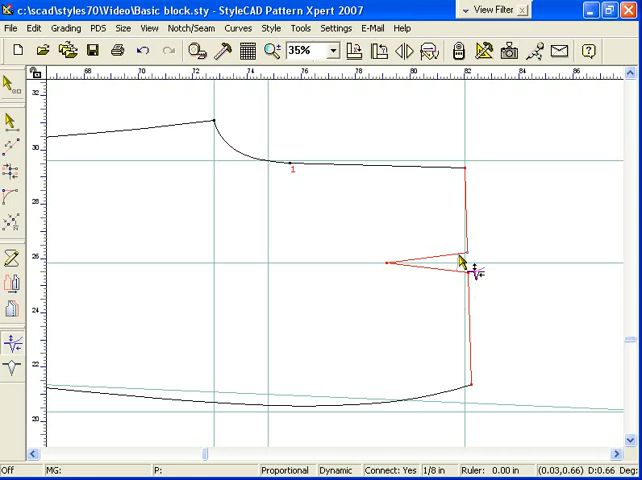 c:\scad\styles70\Video\Basic block.sty - StyleCAD Pattern Xpert 2007
View Filter
File Grading PDS Size View Notch/Seam Curves Style Tools Settings E-Mail Help
35%
68 72 74 78 80 82 84 86
32
30
28
26
24
22
20
1
Off MG: P: Proportional Dynamic Connect: Yes 1/8 in Ruler: 0.00 in (0.03,0.66) D:0.66 Deg: